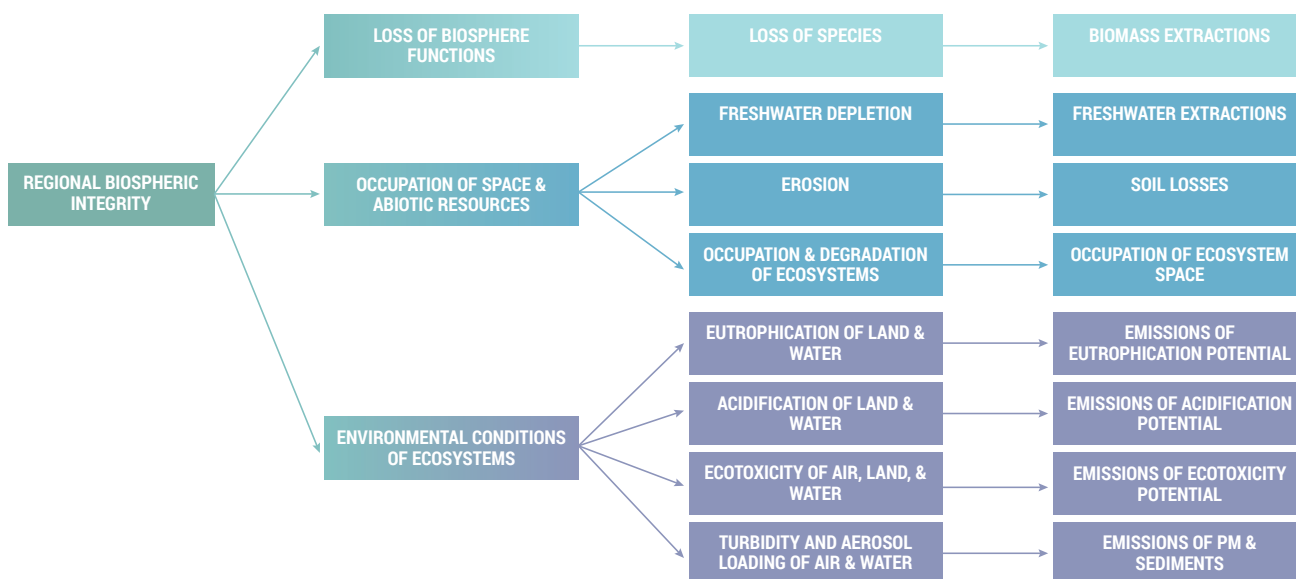 LOSS OF BIOSPHERE
FUNCTIONS
LOSS OF SPECIES
BIOMASS EXTRACTIONS
FRESHWATER DEPLETION
FRESHWATER EXTRACTIONS
REGIONAL BIOSPHERIC
INTEGRITY
OCCUPATION OF SPACE &
ABIOTIC RESOURCES
EROSION
SOIL LOSSES
OCCUPATION & DEGRADATION
OF ECOSYSTEMS
OCCUPATION OF ECOSYSTEM
SPACE
EUTROPHICATION OF LAND &
WATER
EMISSIONS OF
EUTROPHICATION POTENTIAL
ACIDIFICATION OF LAND &
WATER
EMISSIONS OF ACIDIFICATION
POTENTIAL
ENVIRONMENTAL CONDITIONS
OF ECOSYSTEMS
ECOTOXICITY OF AIR, LAND, &
WATER
EMISSIONS OF ECOTOXICITY
POTENTIAL
TURBIDITY AND AEROSOL
LOADING OF AIR & WATER
EMISSIONS OF PM &
SEDIMENTS